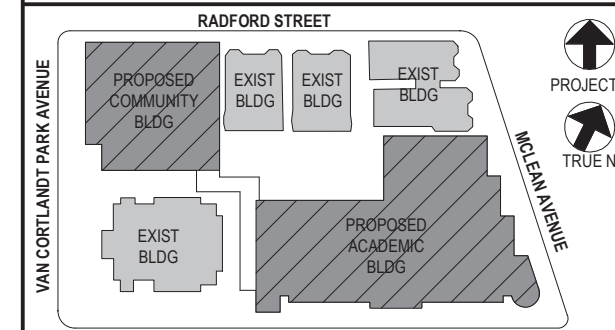 RADFORD STREET
VAN CORTLANDT PARK AVENUE
PROPOSED
COMMUNITY
BLDG
EXIST
BLDG
EXIST
BLDG
EXIST
BLDG
PROJECT
TRUE N
MCLEAN AVENUE
EXIST
BLDG
PROPOSED
ACADEMIC
BLDG